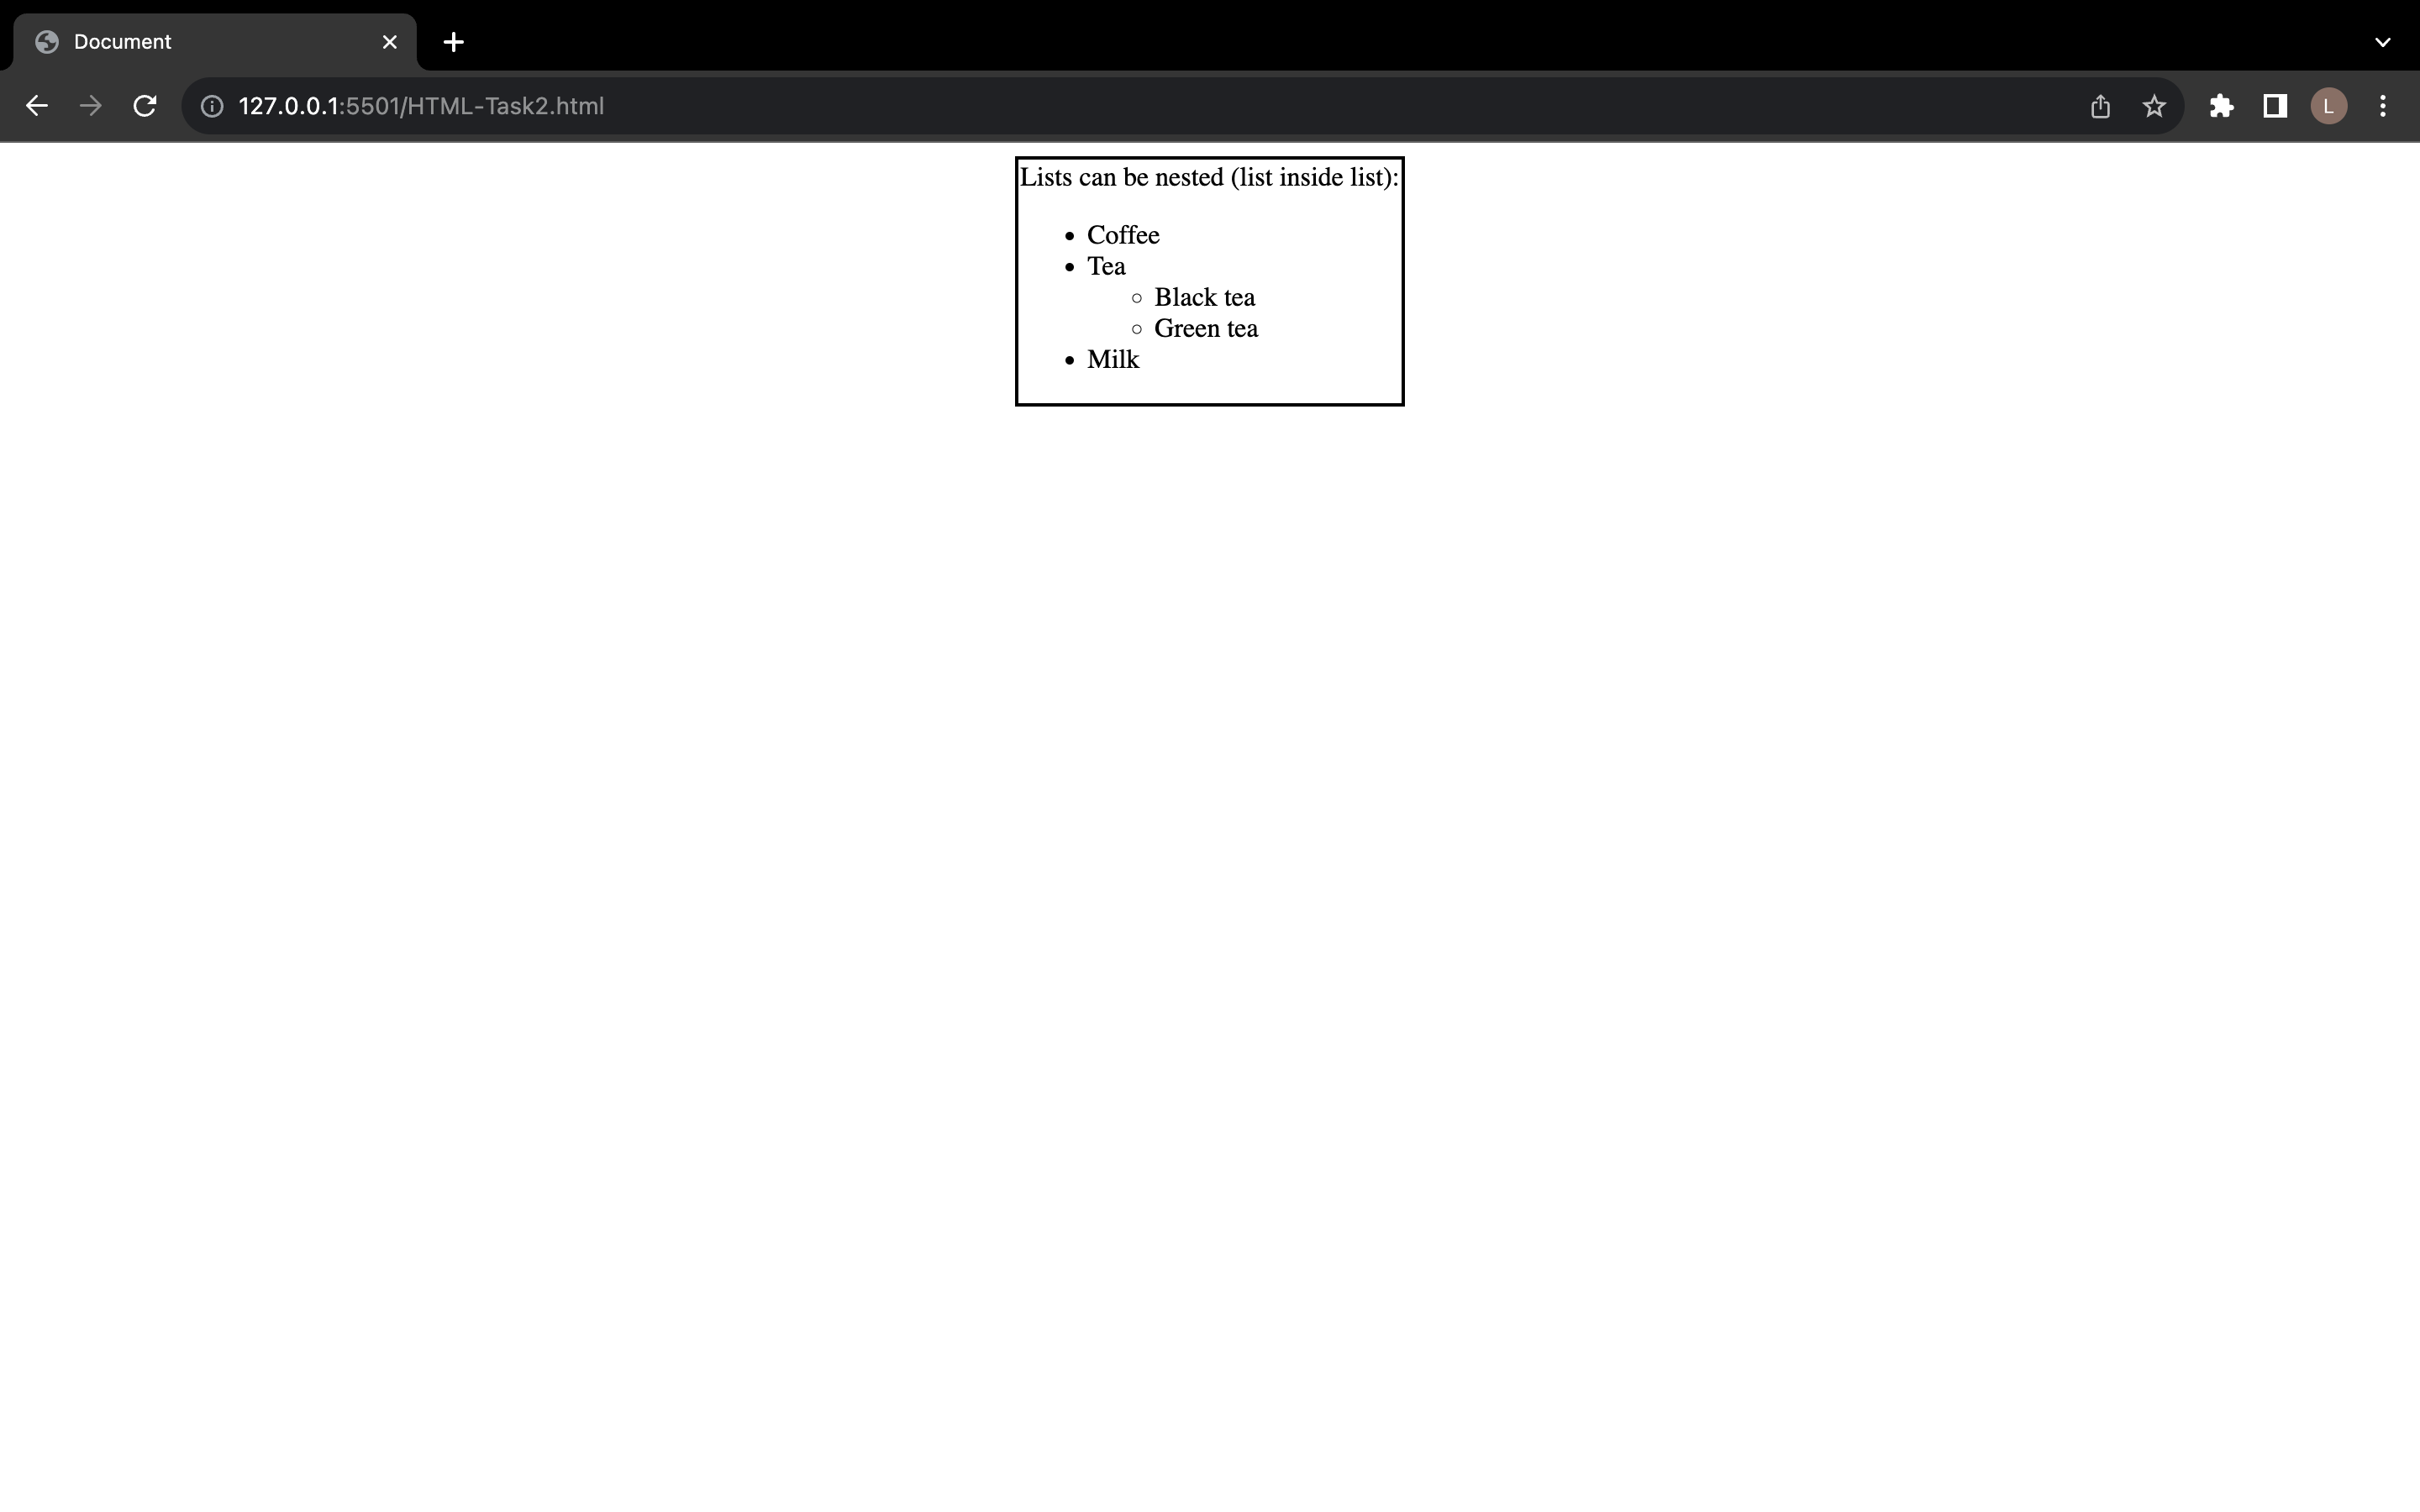 Document
127.0.0.1:5501/HTML-Task2.html
L
Lists can be nested (list inside list):
Coffee
Tea
Black tea
Green tea
Milk